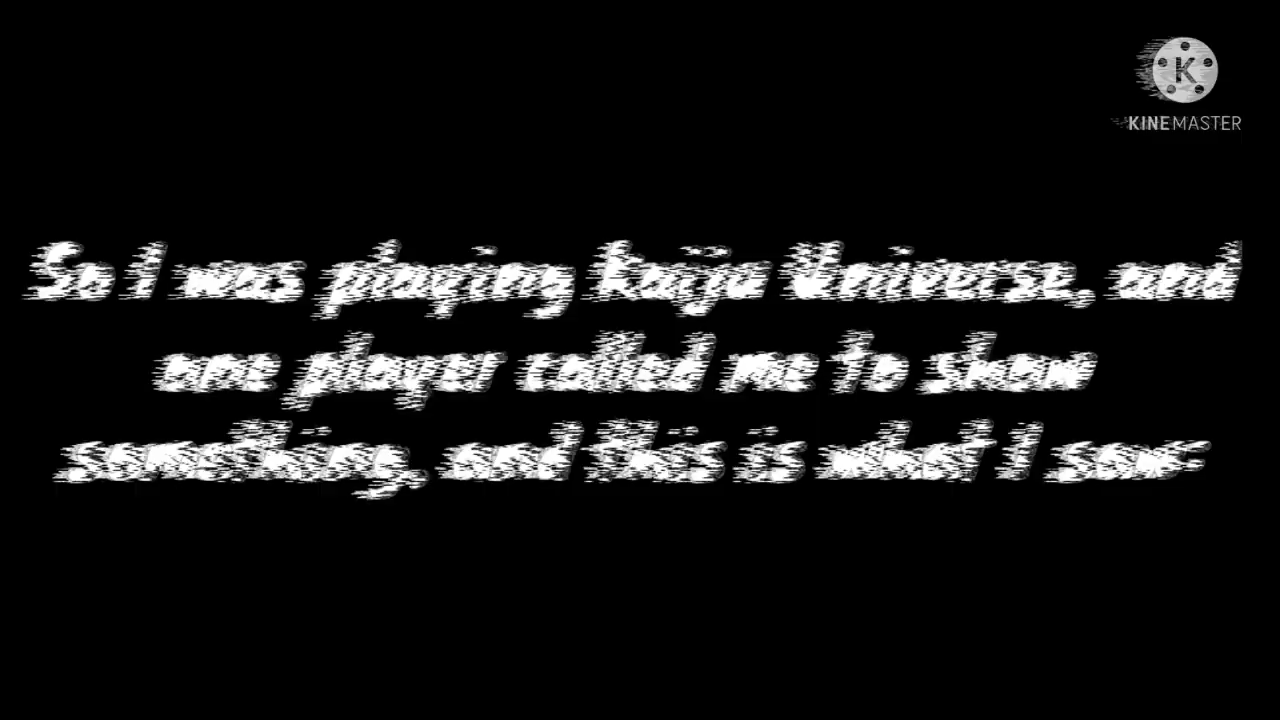 K
KINEMASTER
So I was playing Kaiju Universe, and
one player called me to show
something, and this is what I saw: